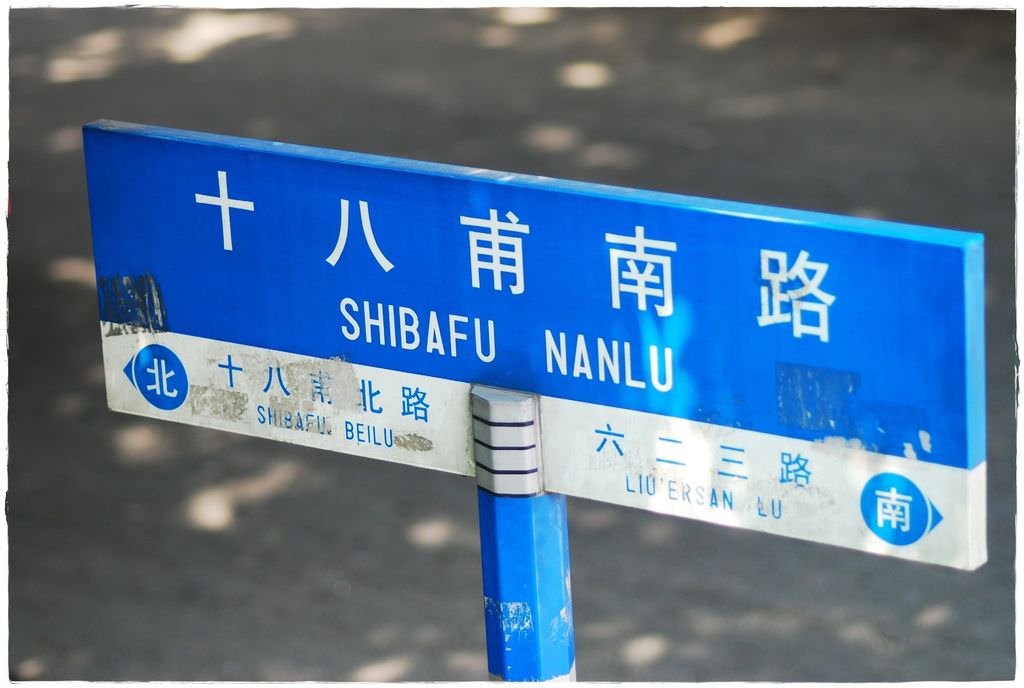 十八甫南路
SHIBAFU NANLU
北
十八甫北路
SHIBAFU BEILU
六二三路
LIU'ERSAN LU
南